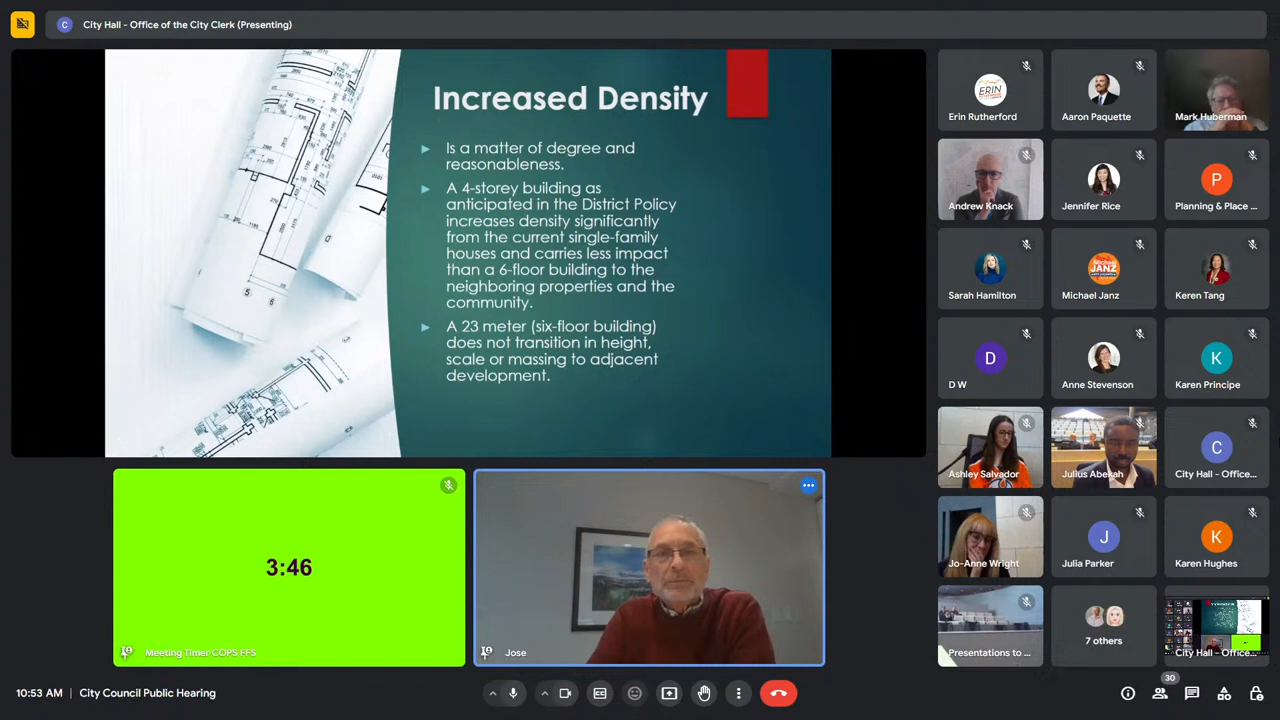 C
City Hall - Office of the City Clerk (Presenting)
Increased Density
Is a matter of degree and
reasonableness.
A 4-storey building as
anticipated in the District Policy
increases density significantly
from the current single-family
houses and carries less impact
than a 6-floor building to the
neighboring properties and the
community.
A 23 meter (six-floor building)
does not transition in height,
scale or massing to adjacent
development.
5
6
3:46
Meeting Timer COPS FFS
Jose
ERIN
Erin Rutherford
Aaron Paquette
Mark Huberman
Andrew Knack
Jennifer Rice
P
Planning & Place ...
Sarah Hamilton
Michael
JANZ
Michael Janz
Keren Tang
D
D W
Anne Stevenson
K
Karen Principe
Ashley Salvador
Julius Abekah
C
City Hall - Office...
Jo-Anne Wright
J
Julia Parker
K
Karen Hughes
Presentations to ...
7 others
City Hall - Office...
10:53 AM
City Council Public Hearing
CC
30